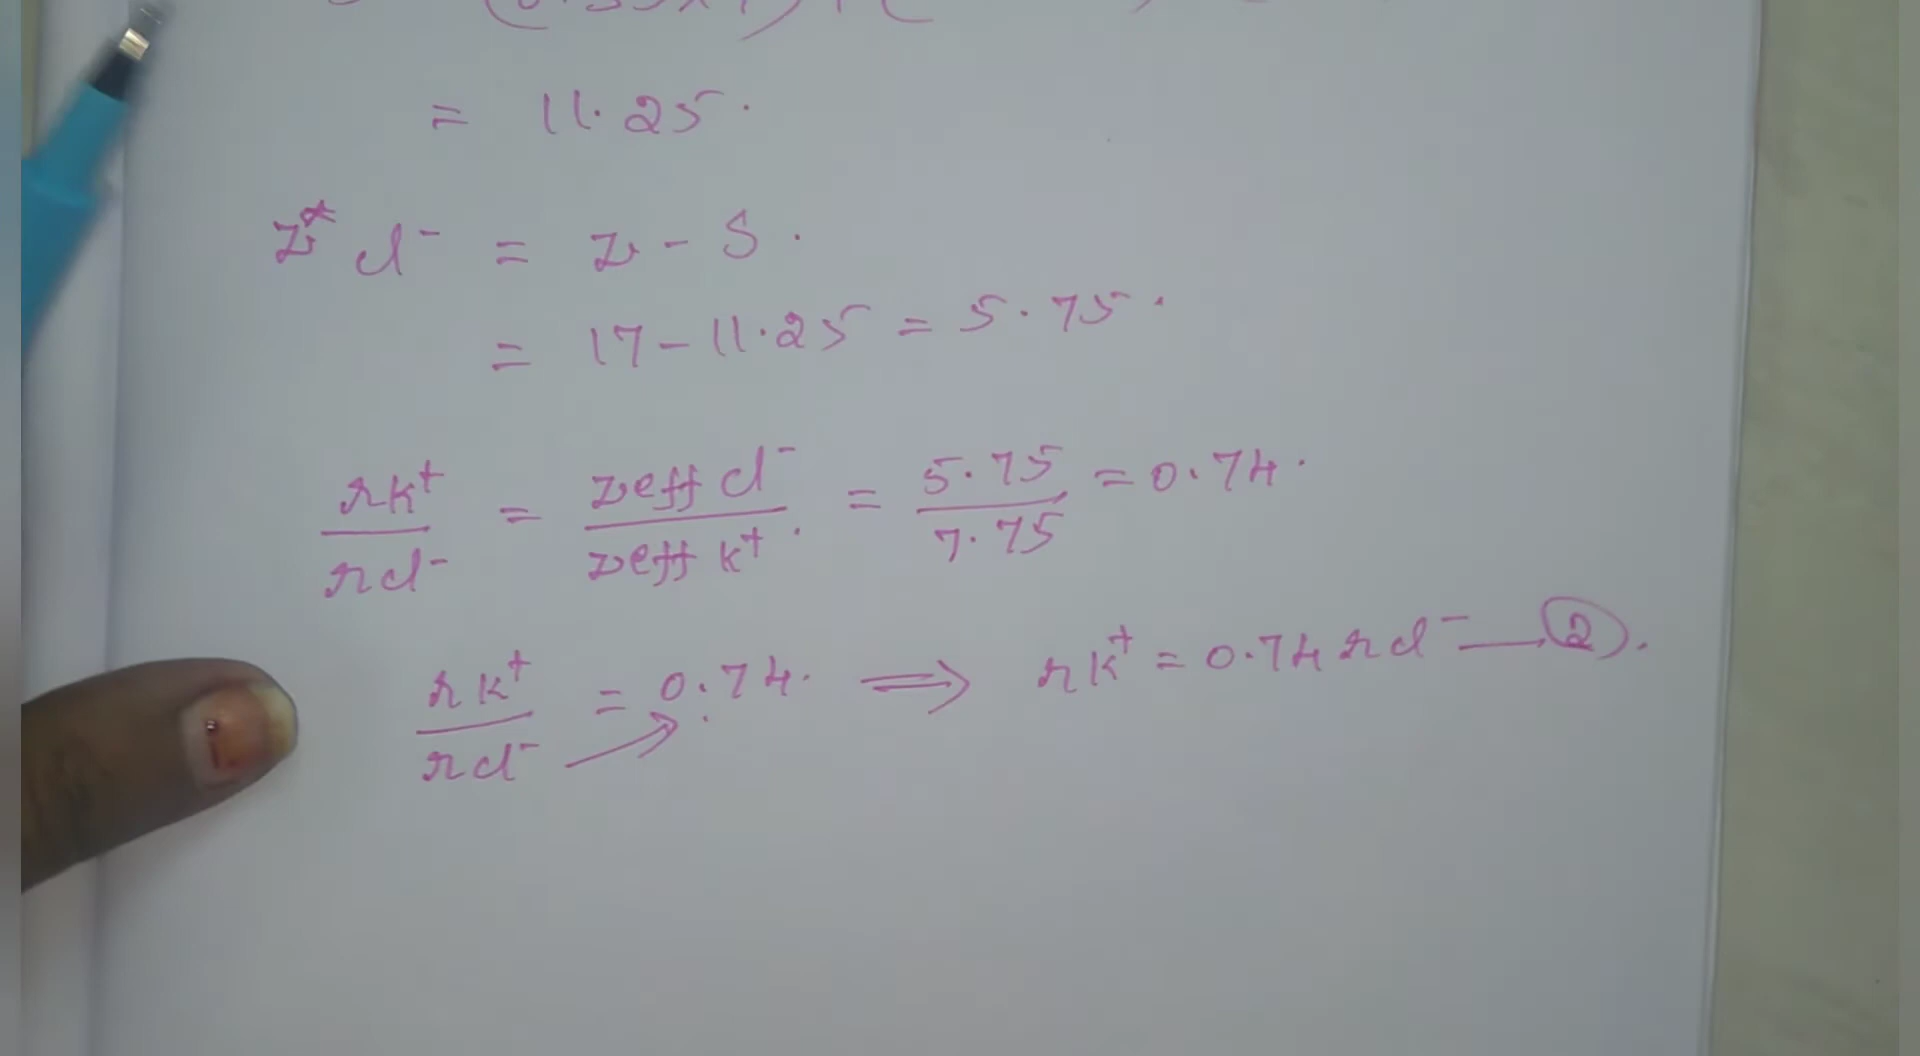 = 11.25.
Z* Cl⁻ = Z - S.
= 17 - 11.25 = 5.75.
rK⁺/rCl⁻ = Zeff Cl⁻/Zeff K⁺. = 5.75/7.75 = 0.74.
rK⁺/rCl⁻ = 0.74. ⟹ rK⁺ = 0.74 rCl⁻ — ②.